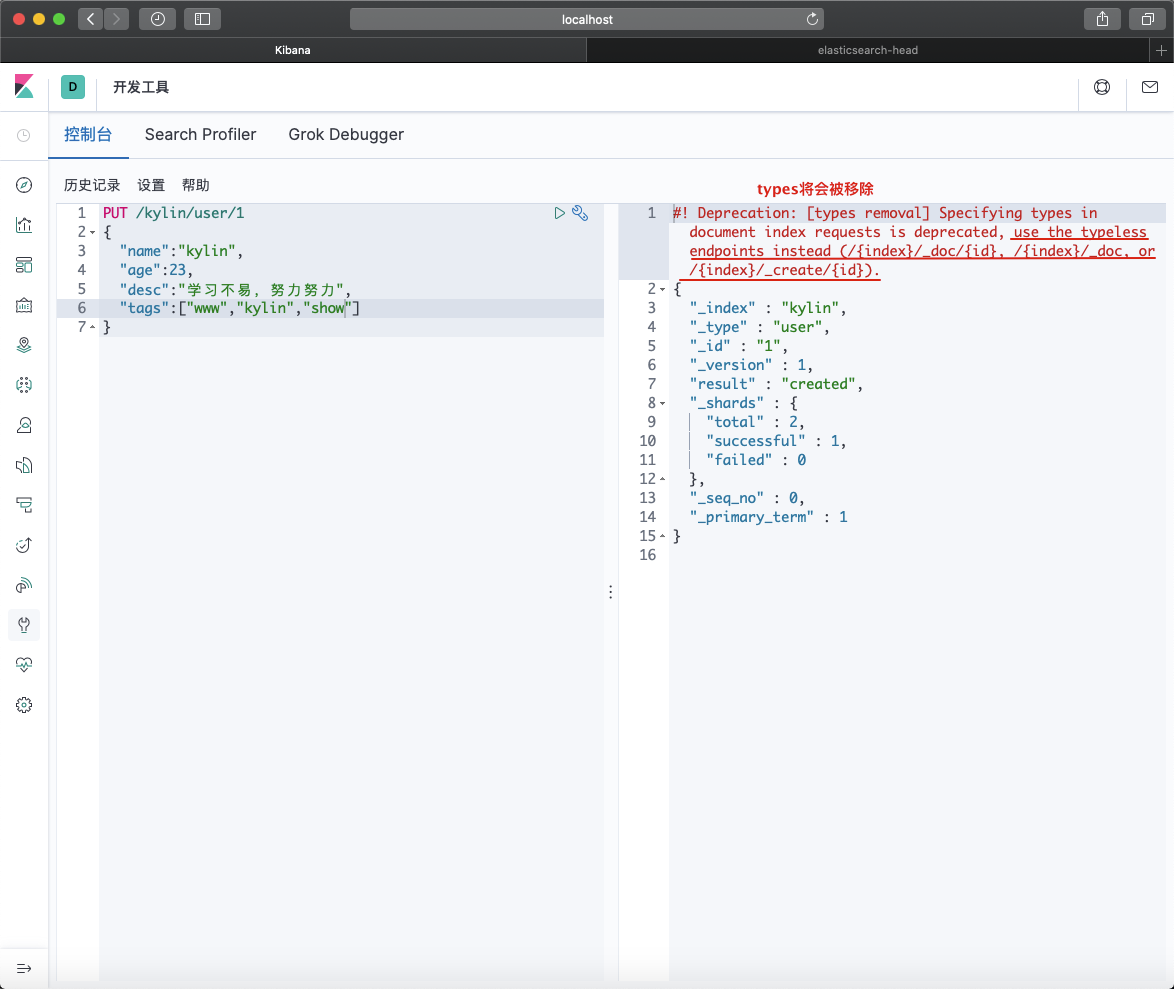 localhost
Kibana
elasticsearch-head
D
开发工具
控制台 Search Profiler Grok Debugger
历史记录 设置 帮助
1 PUT /kylin/user/1
2 {
3 "name":"kylin",
4 "age":23,
5 "desc":"学习不易，努力努力",
6 "tags":["www","kylin","show"]
7 }
types将会被移除
1 #! Deprecation: [types removal] Specifying types in
document index requests is deprecated, use the typeless
endpoints instead (/{index}/_doc/{id}, /{index}/_doc, or
/{index}/_create/{id}).
2 {
3 "_index" : "kylin",
4 "_type" : "user",
5 "_id" : "1",
6 "_version" : 1,
7 "result" : "created",
8 "_shards" : {
9 "total" : 2,
10 "successful" : 1,
11 "failed" : 0
12 },
13 "_seq_no" : 0,
14 "_primary_term" : 1
15 }
16